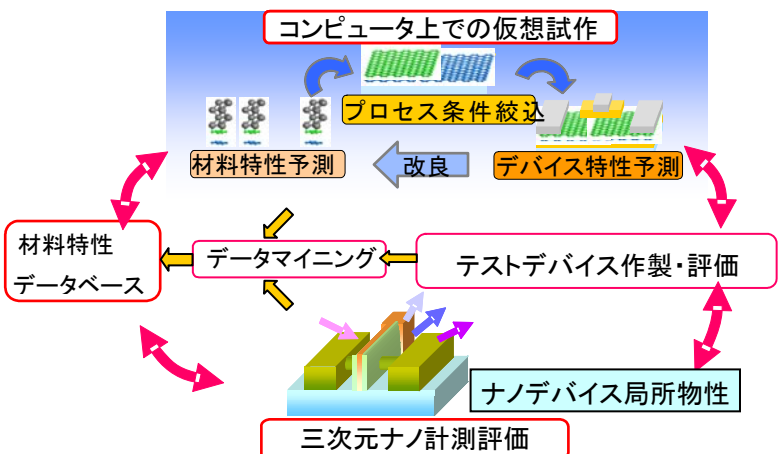 コンピュータ上での仮想試作
プロセス条件絞込
材料特性予測
改良
デバイス特性予測
材料特性
データベース
データマイニング
テストデバイス作製・評価
ナノデバイス局所物性
三次元ナノ計測評価